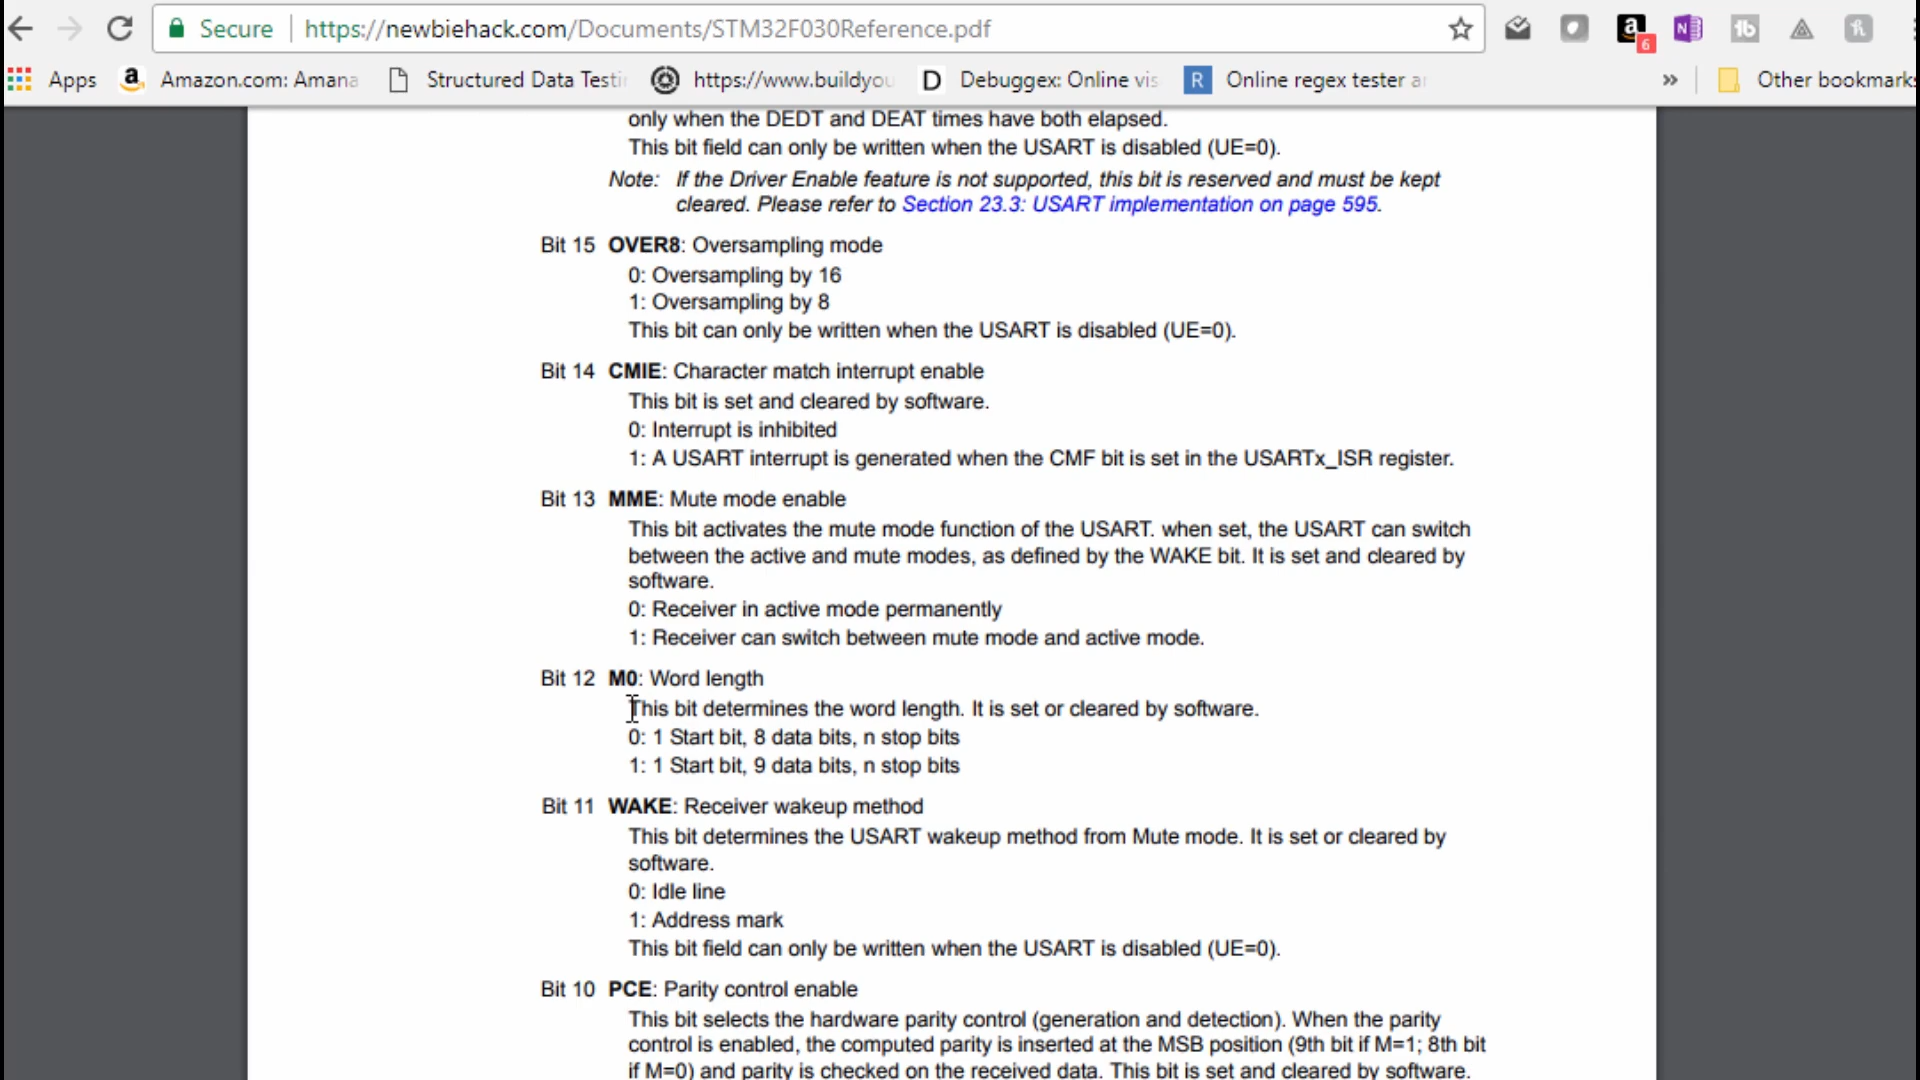 Secure https://newbiehack.com/Documents/STM32F030Reference.pdf
6
Apps Amazon.com: Amana Structured Data Testi https://www.buildyou Debuggex: Online vis Online regex tester ar » Other bookmarks
only when the DEDT and DEAT times have both elapsed.
This bit field can only be written when the USART is disabled (UE=0).
Note: If the Driver Enable feature is not supported, this bit is reserved and must be kept
cleared. Please refer to Section 23.3: USART implementation on page 595.
Bit 15 OVER8: Oversampling mode
0: Oversampling by 16
1: Oversampling by 8
This bit can only be written when the USART is disabled (UE=0).
Bit 14 CMIE: Character match interrupt enable
This bit is set and cleared by software.
0: Interrupt is inhibited
1: A USART interrupt is generated when the CMF bit is set in the USARTx_ISR register.
Bit 13 MME: Mute mode enable
This bit activates the mute mode function of the USART. when set, the USART can switch
between the active and mute modes, as defined by the WAKE bit. It is set and cleared by
software.
0: Receiver in active mode permanently
1: Receiver can switch between mute mode and active mode.
Bit 12 M0: Word length
This bit determines the word length. It is set or cleared by software.
0: 1 Start bit, 8 data bits, n stop bits
1: 1 Start bit, 9 data bits, n stop bits
Bit 11 WAKE: Receiver wakeup method
This bit determines the USART wakeup method from Mute mode. It is set or cleared by
software.
0: Idle line
1: Address mark
This bit field can only be written when the USART is disabled (UE=0).
Bit 10 PCE: Parity control enable
This bit selects the hardware parity control (generation and detection). When the parity
control is enabled, the computed parity is inserted at the MSB position (9th bit if M=1; 8th bit
if M=0) and parity is checked on the received data. This bit is set and cleared by software.